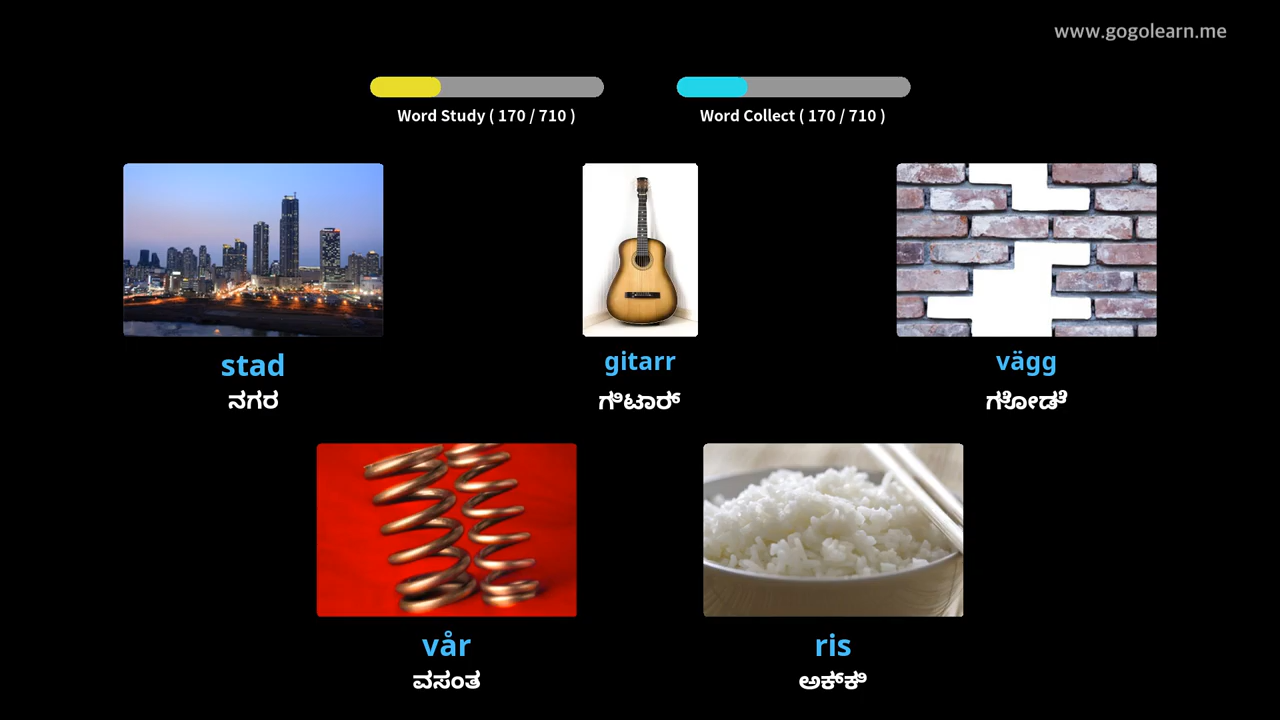 www.gogolearn.me
Word Study ( 170 / 710 )
Word Collect ( 170 / 710 )
stad
ನಗರ
gitarr
ಗಿಟಾರ್
vägg
ಗೋಡೆ
vår
ವಸಂತ
ris
ಅಕ್ಕಿ